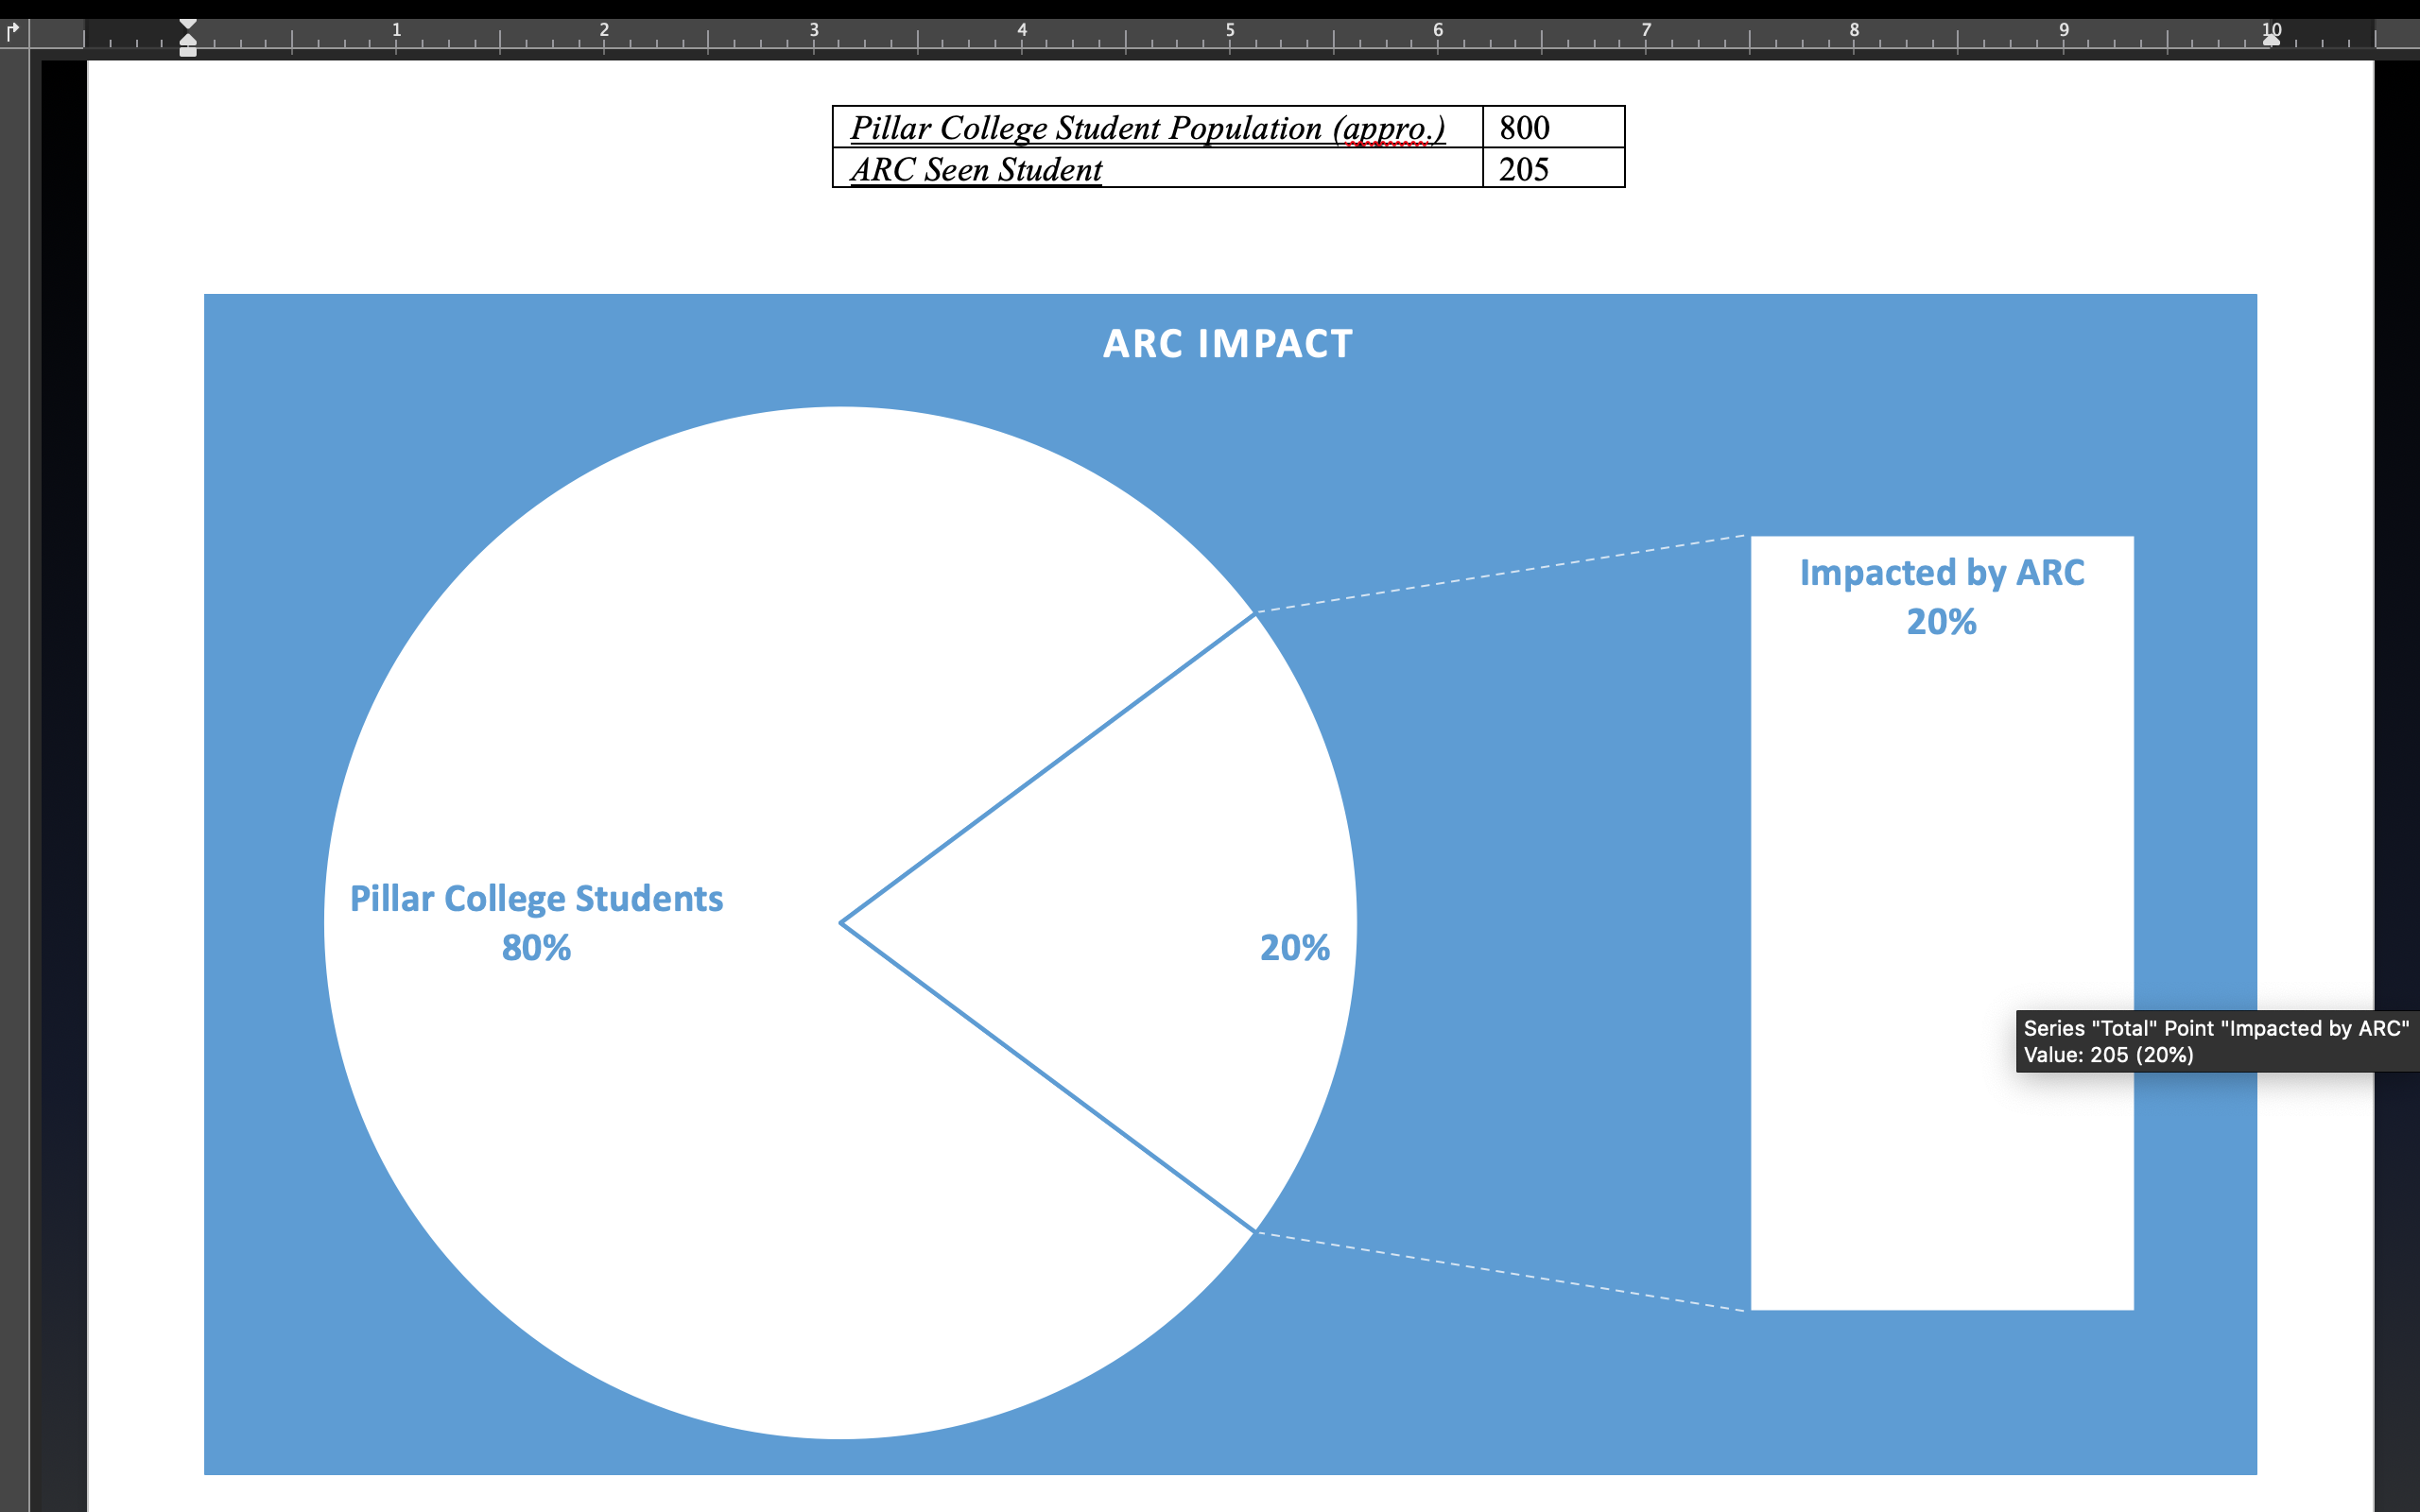 1 2 3 4 5 6 7 8 9 10
Pillar College Student Population (appro.) 800
ARC Seen Student 205
ARC IMPACT
Impacted by ARC
20%
Pillar College Students
80%
20%
Series "Total" Point "Impacted by ARC"
Value: 205 (20%)